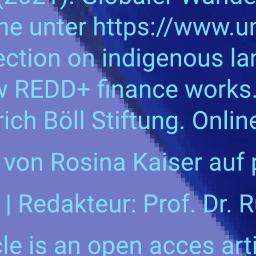 (2021). Globaler Wande
ne unter https://www.un
ection on indigenous lan
w REDD+ finance works.
rich Böll Stiftung. Online
von Rosina Kaiser auf p
| Redakteur: Prof. Dr. R
cle is an open acces arti